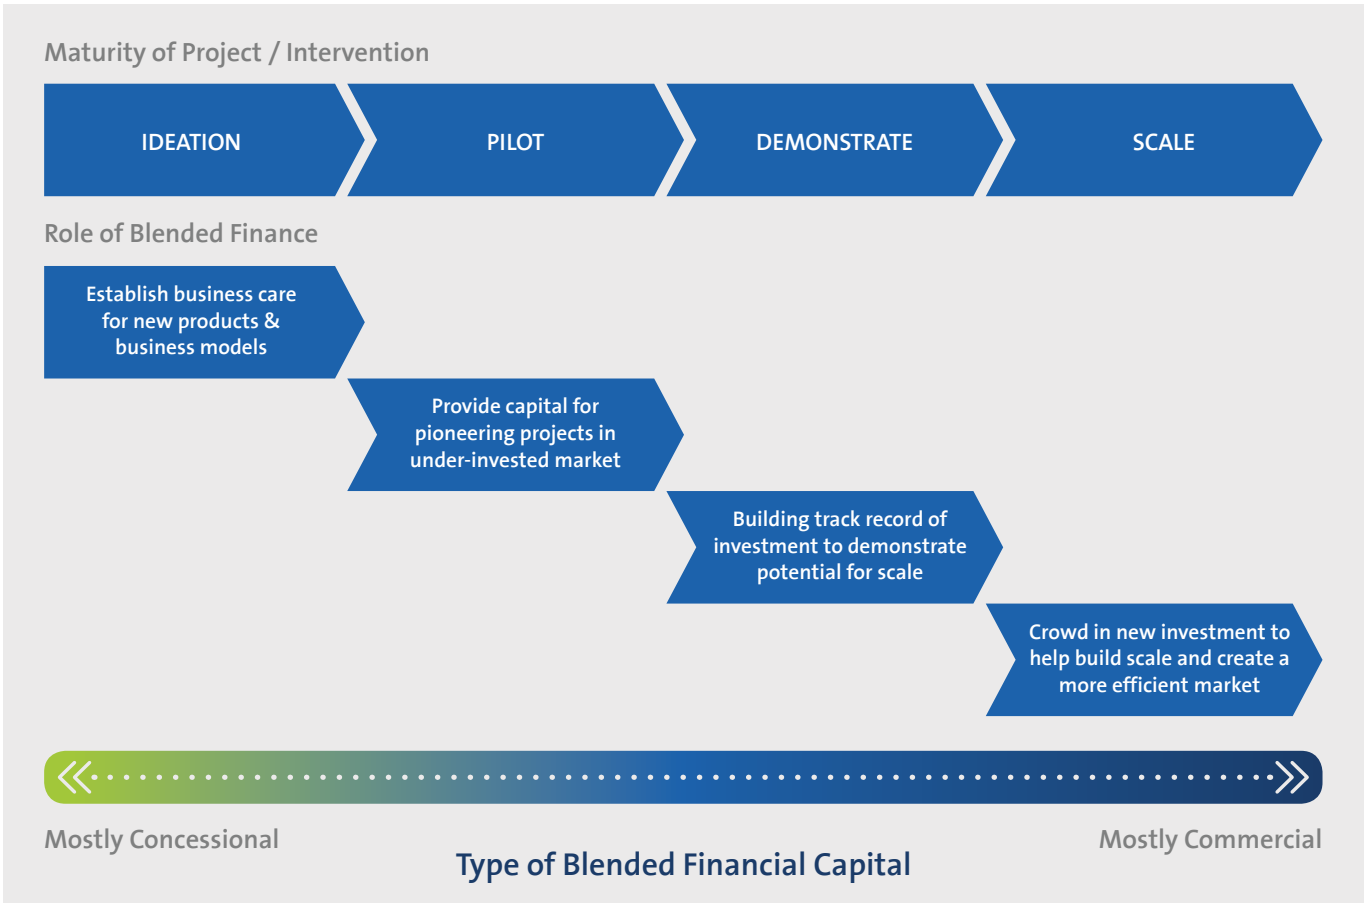 Maturity of Project / Intervention
IDEATION
PILOT
DEMONSTRATE
SCALE
Role of Blended Finance
Establish business care
for new products &
business models
Provide capital for
pioneering projects in
under-invested market
Building track record of
investment to demonstrate
potential for scale
Crowd in new investment to
help build scale and create a
more efficient market
Mostly Concessional
Mostly Commercial
Type of Blended Financial Capital